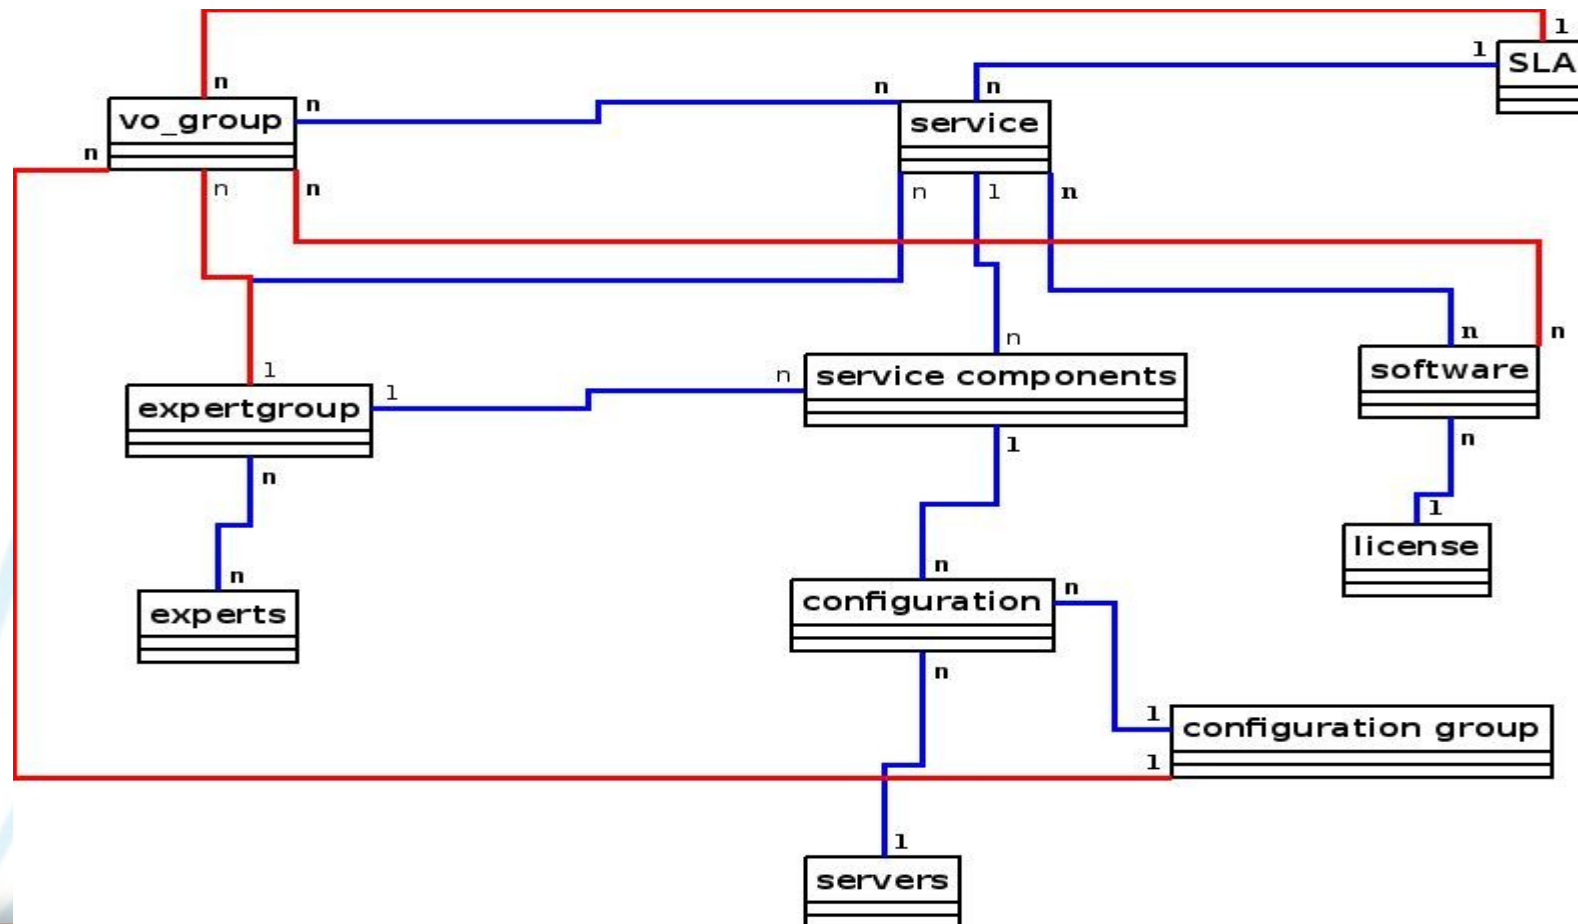 1
1 SLA
n n n
n
vo_group service
n
n n n 1 n
n n n
1 service components software
n
expertgroup 1
1 n
n 1
license
n n
configuration n
experts
n
1 configuration group
1
1
servers